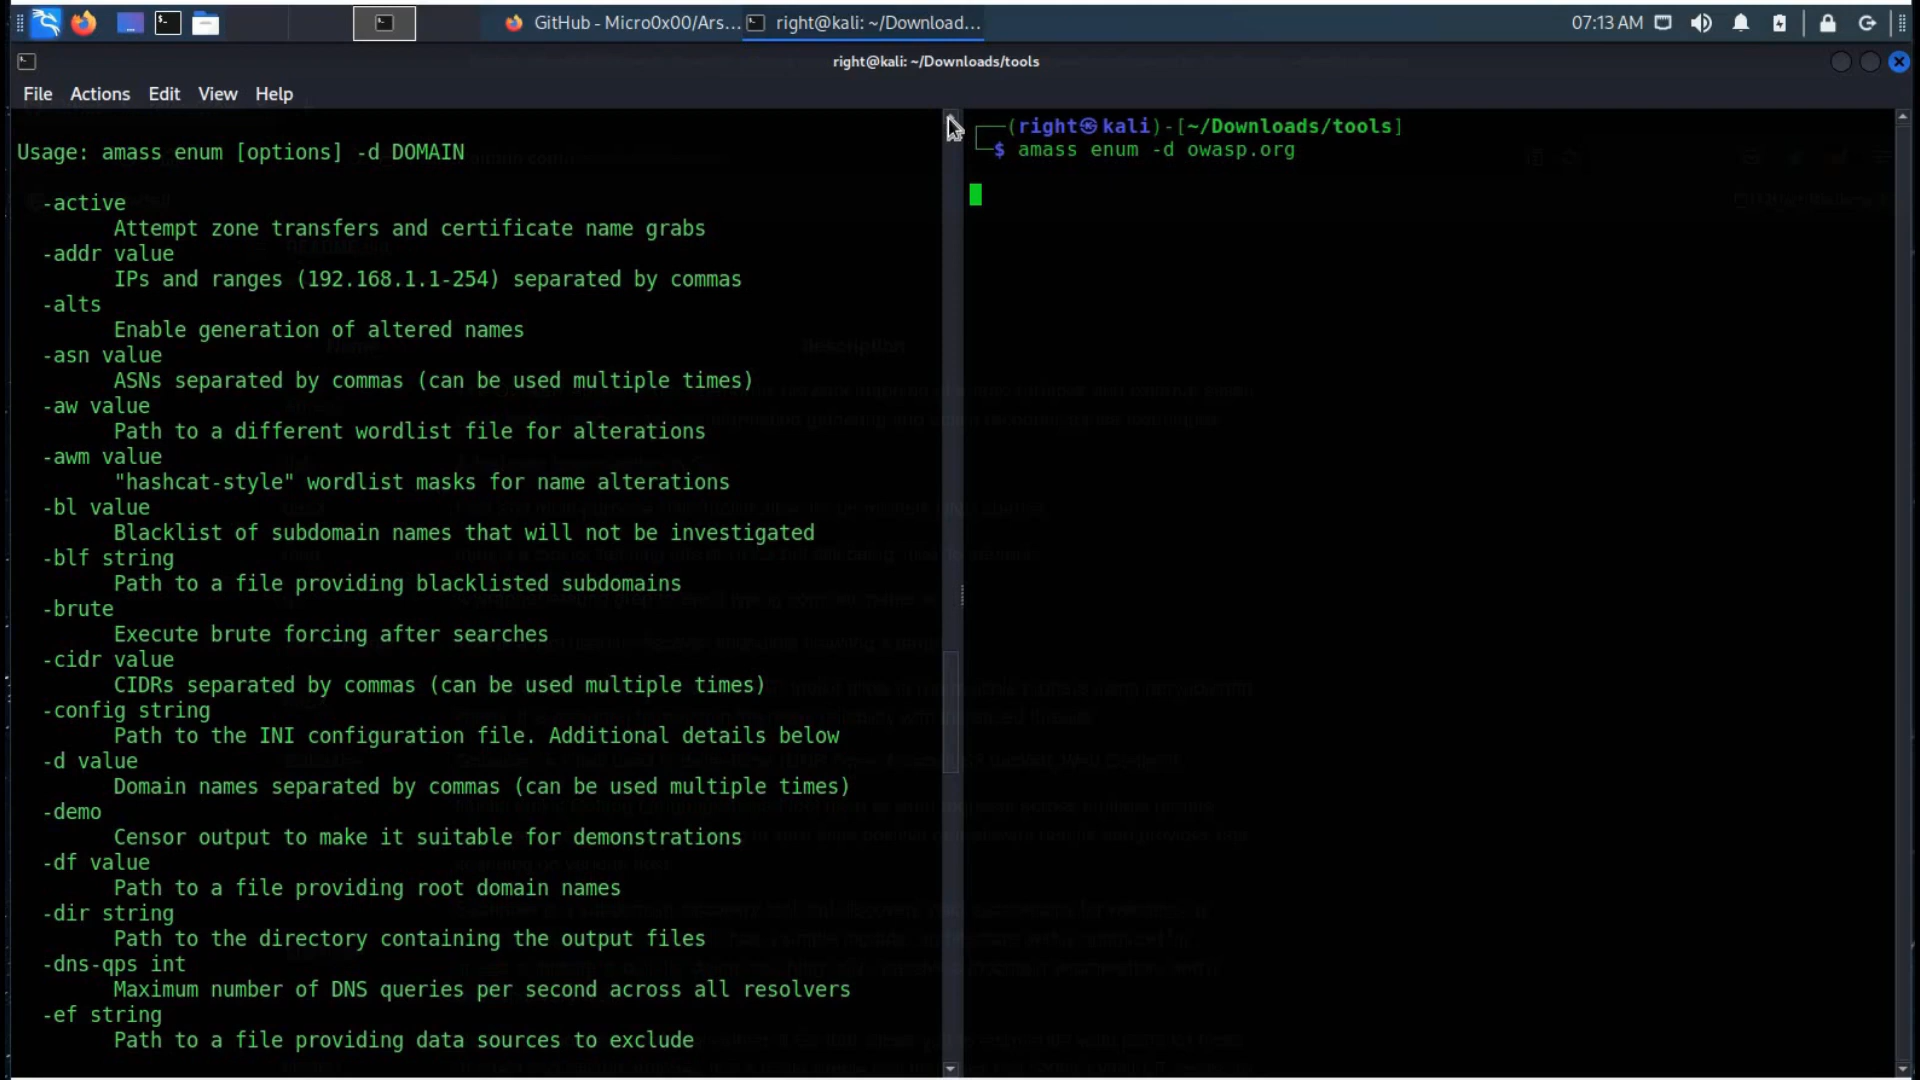 GitHub - Micro0x00/Ars...
right@kali: ~/Download...
07:13 AM
right@kali: ~/Downloads/tools
File Actions Edit View Help
Usage: amass enum [options] -d DOMAIN
-active
Attempt zone transfers and certificate name grabs
-addr value
IPs and ranges (192.168.1.1-254) separated by commas
-alts
Enable generation of altered names
-asn value
ASNs separated by commas (can be used multiple times)
-aw value
Path to a different wordlist file for alterations
-awm value
"hashcat-style" wordlist masks for name alterations
-bl value
Blacklist of subdomain names that will not be investigated
-blf string
Path to a file providing blacklisted subdomains
-brute
Execute brute forcing after searches
-cidr value
CIDRs separated by commas (can be used multiple times)
-config string
Path to the INI configuration file. Additional details below
-d value
Domain names separated by commas (can be used multiple times)
-demo
Censor output to make it suitable for demonstrations
-df value
Path to a file providing root domain names
-dir string
Path to the directory containing the output files
-dns-qps int
Maximum number of DNS queries per second across all resolvers
-ef string
Path to a file providing data sources to exclude
┌──(right㉿kali)-[~/Downloads/tools]
└─$ amass enum -d owasp.org